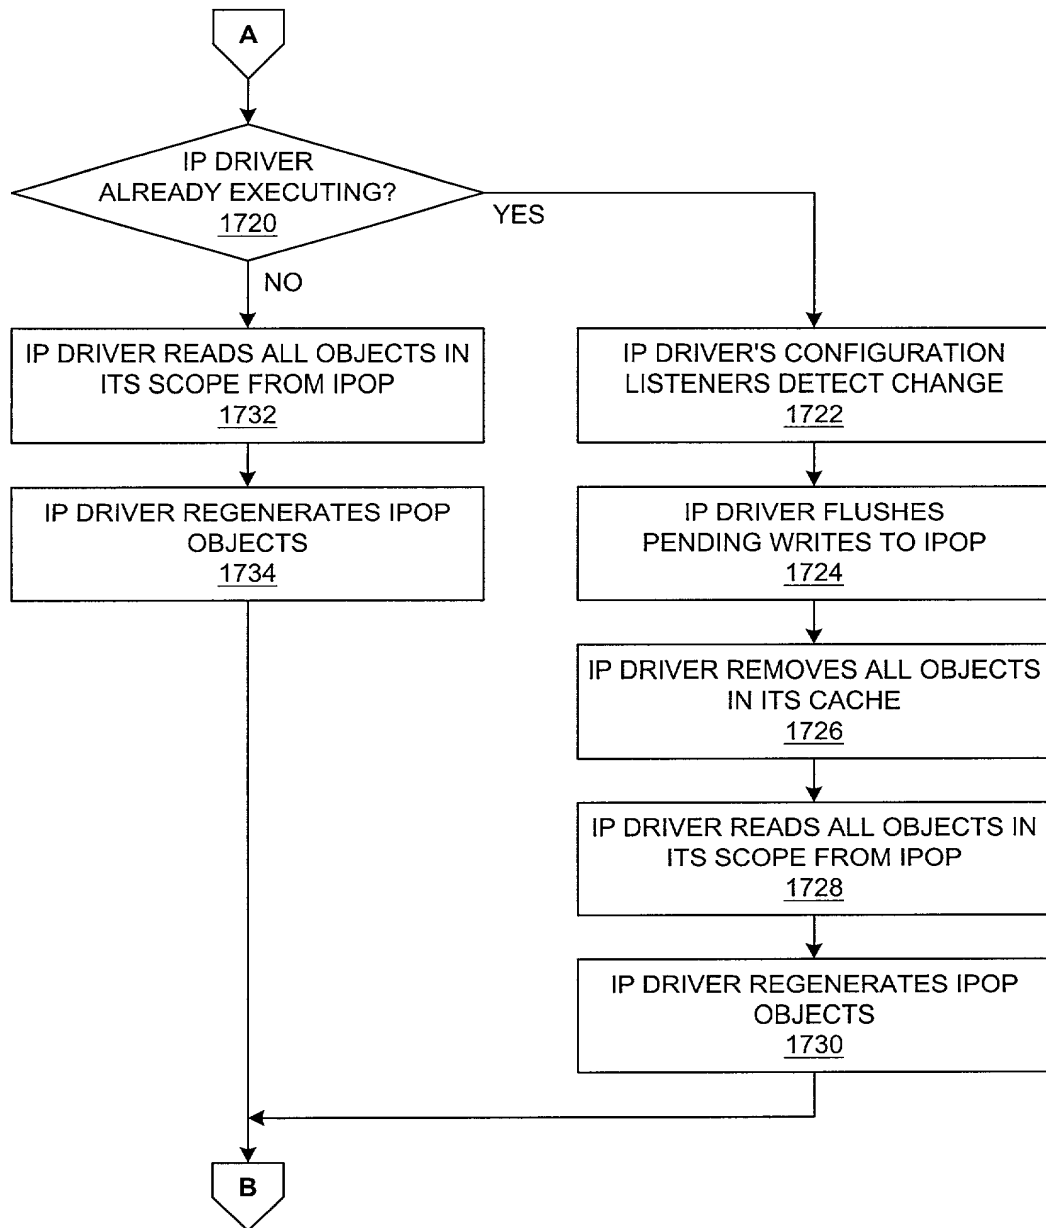 A
IP DRIVER
ALREADY EXECUTING?
1720
YES
NO
IP DRIVER READS ALL OBJECTS IN
ITS SCOPE FROM IPOP
1732
IP DRIVER REGENERATES IPOP
OBJECTS
1734
IP DRIVER'S CONFIGURATION
LISTENERS DETECT CHANGE
1722
IP DRIVER FLUSHES
PENDING WRITES TO IPOP
1724
IP DRIVER REMOVES ALL OBJECTS
IN ITS CACHE
1726
IP DRIVER READS ALL OBJECTS IN
ITS SCOPE FROM IPOP
1728
IP DRIVER REGENERATES IPOP
OBJECTS
1730
B